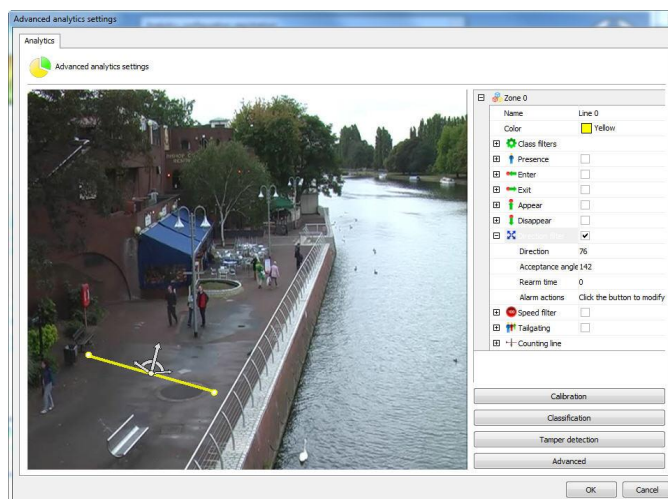 Advanced analytics settings
Analytics
Advanced analytics settings
Zone 0
Name Line 0
Color Yellow
Class filters
Presence
Enter
Exit
Appear
Disappear
Direction 76
Acceptance angle 142
Rearm time 0
Alarm actions Click the button to modify
Speed filter
Tailgating
Counting line
Calibration
Classification
Tamper detection
Advanced
OK Cancel